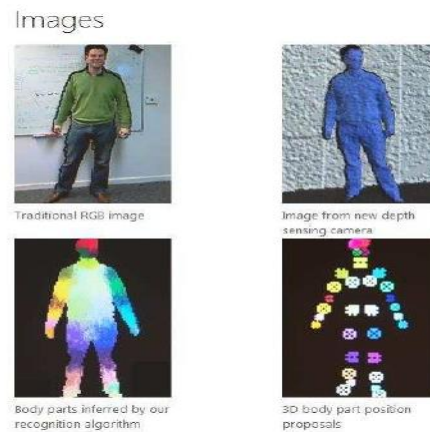 Images
Traditional RGB image
Image from new depth
sensing camera
Body parts inferred by our
recognition algorithm
3D body part position
proposals